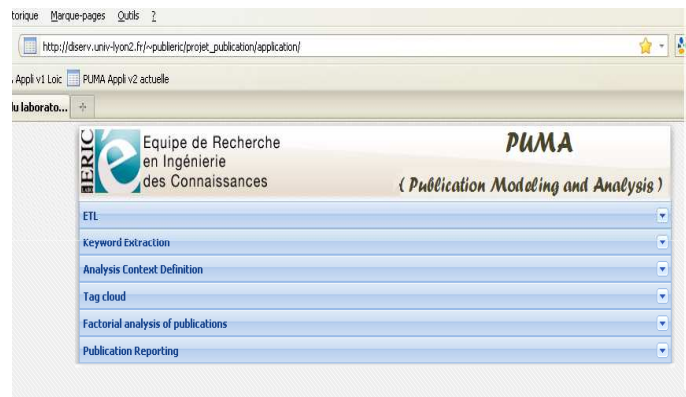 torique Marque-pages Outils ?
http://diserv.univ-lyon2.fr/~publieric/projet_publication/application/
Appli v1 Loic PUMA Appli v2 actuelle
lu laborato...
ERIC
é
Equipe de Recherche
en Ingénierie
des Connaissances
PUMA
( Publication Modeling and Analysis )
ETL
Keyword Extraction
Analysis Context Definition
Tag cloud
Factorial analysis of publications
Publication Reporting